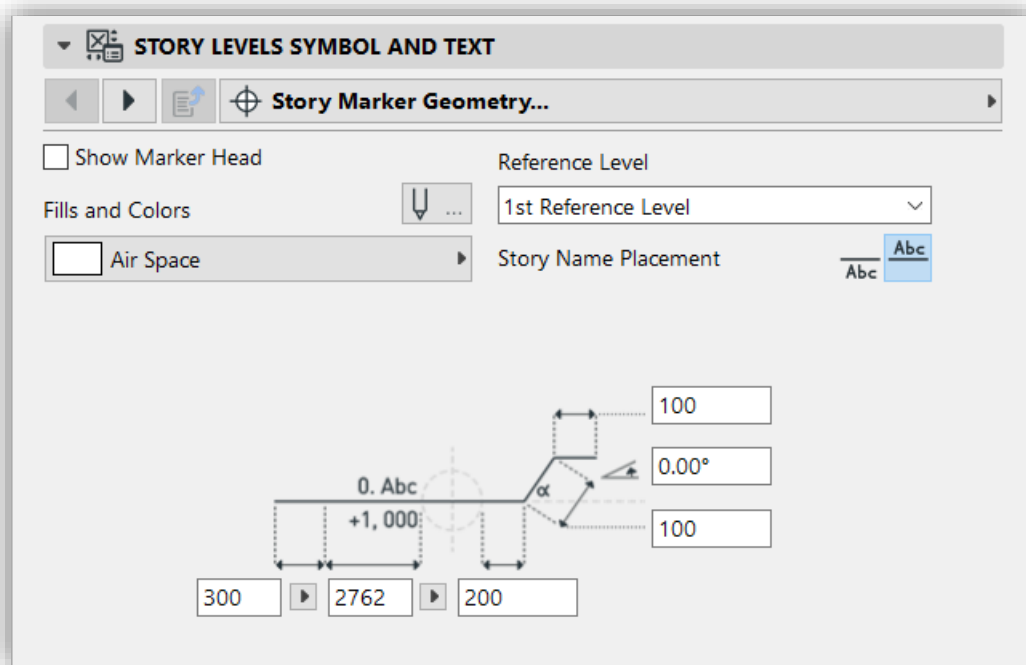 STORY LEVELS SYMBOL AND TEXT
Story Marker Geometry...
Show Marker Head
Reference Level
Fills and Colors
...
1st Reference Level
Air Space
Story Name Placement
Abc
Abc
100
0. Abc
α
0.00°
+1, 000
100
300
2762
200